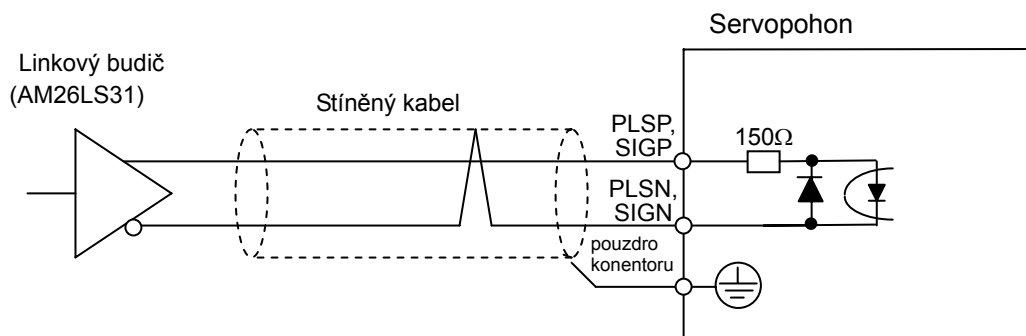 Servopohon
Linkový budič
(AM26LS31)
Stíněný kabel
PLSP,
SIGP
150Ω
PLSN,
SIGN
pouzdro
konentoru